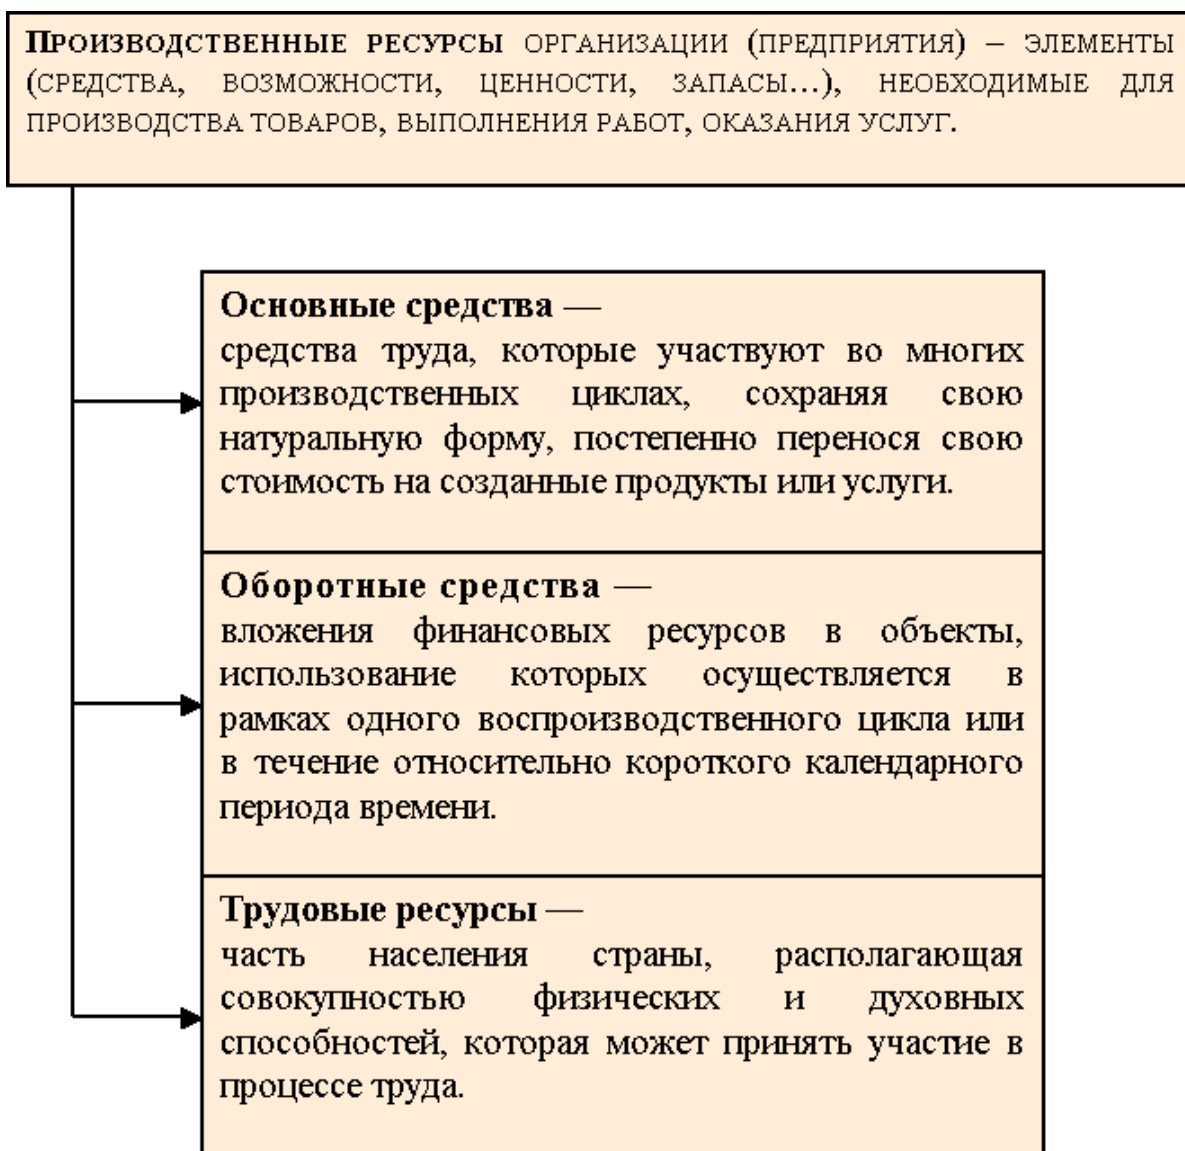 ПРОИЗВОДСТВЕННЫЕ РЕСУРСЫ ОРГАНИЗАЦИИ (ПРЕДПРИЯТИЯ) – ЭЛЕМЕНТЫ
(СРЕДСТВА, ВОЗМОЖНОСТИ, ЦЕННОСТИ, ЗАПАСЫ...), НЕОБХОДИМЫЕ ДЛЯ
ПРОИЗВОДСТВА ТОВАРОВ, ВЫПОЛНЕНИЯ РАБОТ, ОКАЗАНИЯ УСЛУГ.
Основные средства —
средства труда, которые участвуют во многих
производственных циклах, сохраняя свою
натуральную форму, постепенно перенося свою
стоимость на созданные продукты или услуги.
Оборотные средства —
вложения финансовых ресурсов в объекты,
использование которых осуществляется в
рамках одного воспроизводственного цикла или
в течение относительно короткого календарного
периода времени.
Трудовые ресурсы —
часть населения страны, располагающая
совокупностью физических и духовных
способностей, которая может принять участие в
процессе труда.